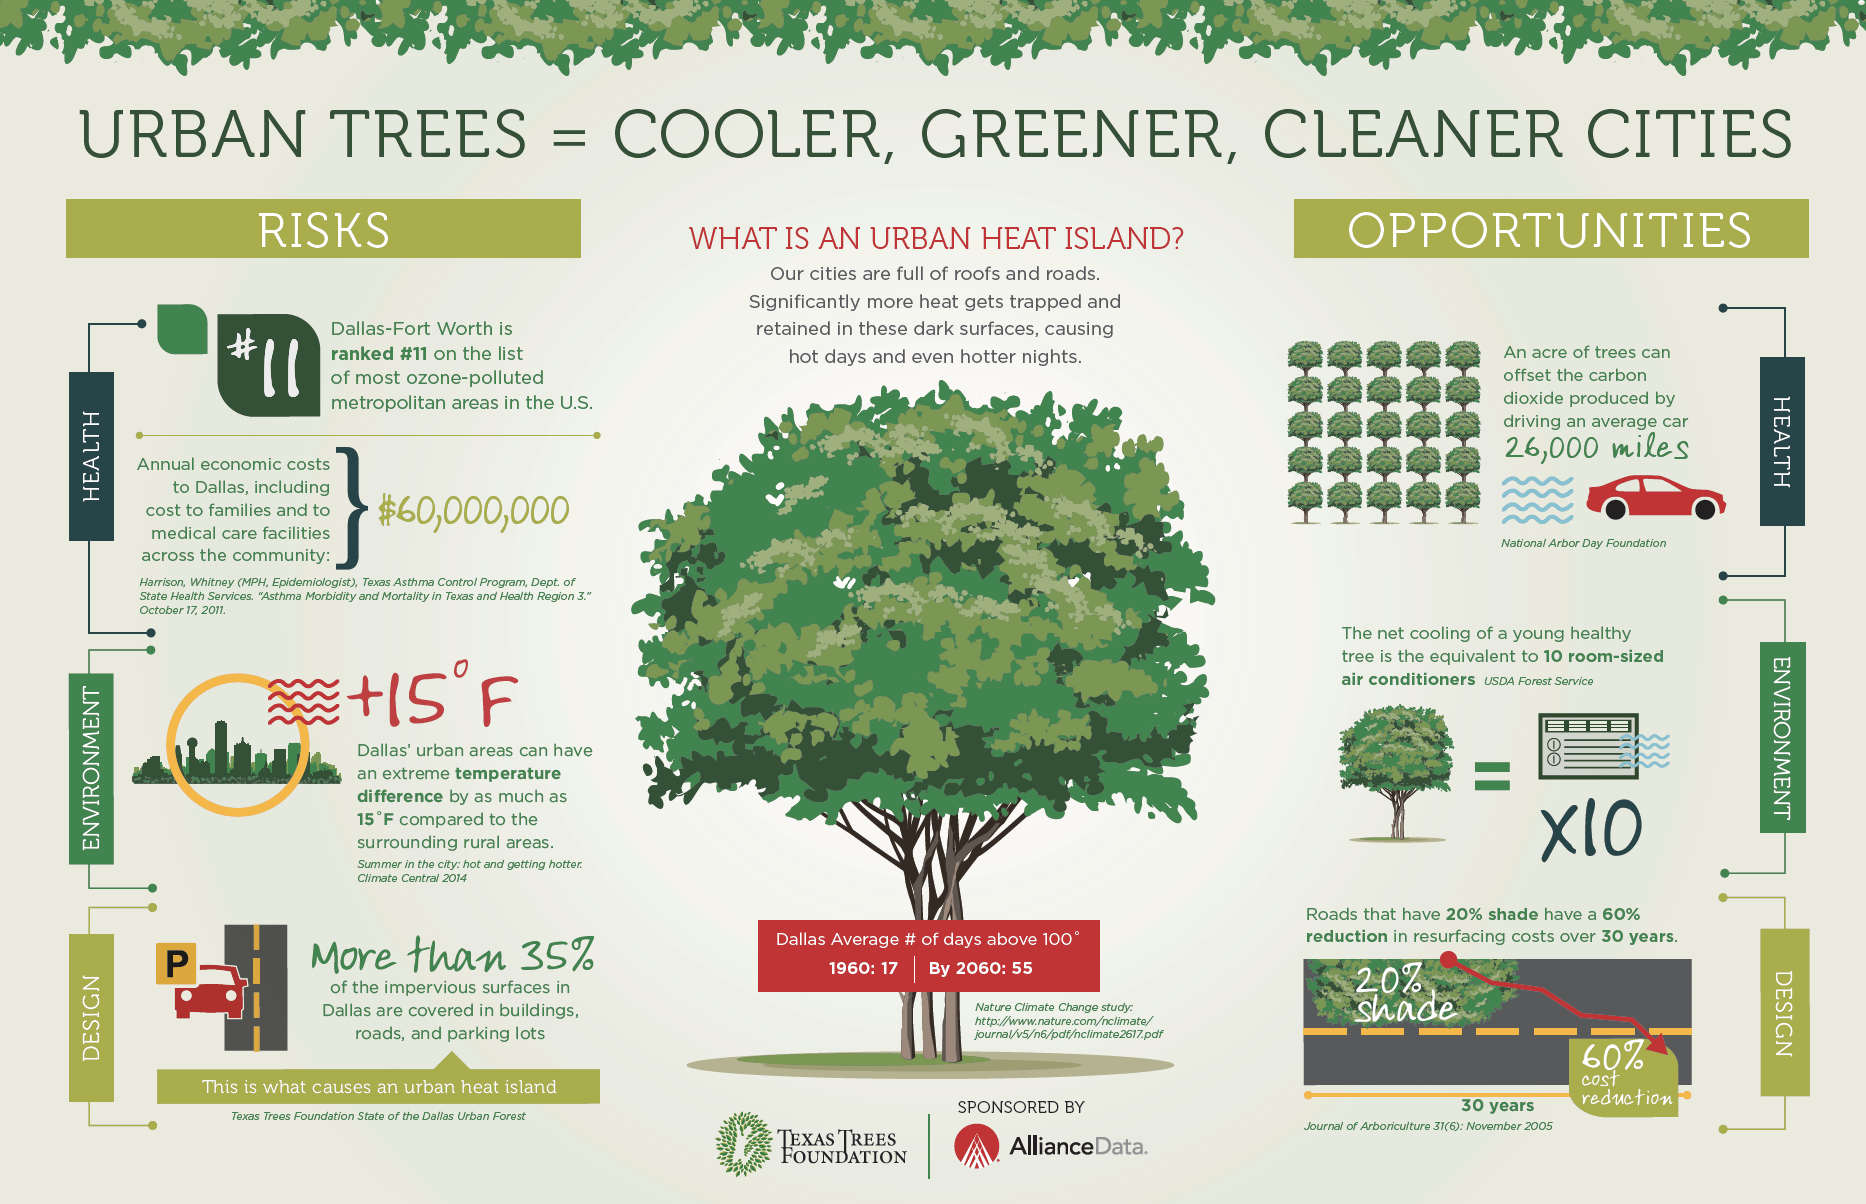 URBAN TREES = COOLER, GREENER, CLEANER CITIES
RISKS
HEALTH
#11
Dallas-Fort Worth is
ranked #11 on the list
of most ozone-polluted
metropolitan areas in the U.S.
Annual economic costs
to Dallas, including
cost to families and to
medical care facilities
across the community:
$60,000,000
Harrison, Whitney (MPH, Epidemiologist), Texas Asthma Control Program, Dept. of
State Health Services. “Asthma Morbidity and Mortality in Texas and Health Region 3.”
October 17, 2011.
ENVIRONMENT
+15° F
Dallas’ urban areas can have
an extreme temperature
difference by as much as
15˚F compared to the
surrounding rural areas.
Summer in the city: hot and getting hotter.
Climate Central 2014
DESIGN
P
More than 35%
of the impervious surfaces in
Dallas are covered in buildings,
roads, and parking lots
This is what causes an urban heat island
Texas Trees Foundation State of the Dallas Urban Forest
WHAT IS AN URBAN HEAT ISLAND?
Our cities are full of roofs and roads.
Significantly more heat gets trapped and
retained in these dark surfaces, causing
hot days and even hotter nights.
Dallas Average # of days above 100˚
1960: 17 | By 2060: 55
Nature Climate Change study:
http://www.nature.com/nclimate/
journal/v5/n6/pdf/nclimate2617.pdf
TEXAS TREES
FOUNDATION
SPONSORED BY
AllianceData.
OPPORTUNITIES
HEALTH
An acre of trees can
offset the carbon
dioxide produced by
driving an average car
26,000 miles
National Arbor Day Foundation
ENVIRONMENT
The net cooling of a young healthy
tree is the equivalent to 10 room-sized
air conditioners USDA Forest Service
=
x10
DESIGN
Roads that have 20% shade have a 60%
reduction in resurfacing costs over 30 years.
20%
shade
60%
cost
reduction
30 years
Journal of Arboriculture 31(6): November 2005